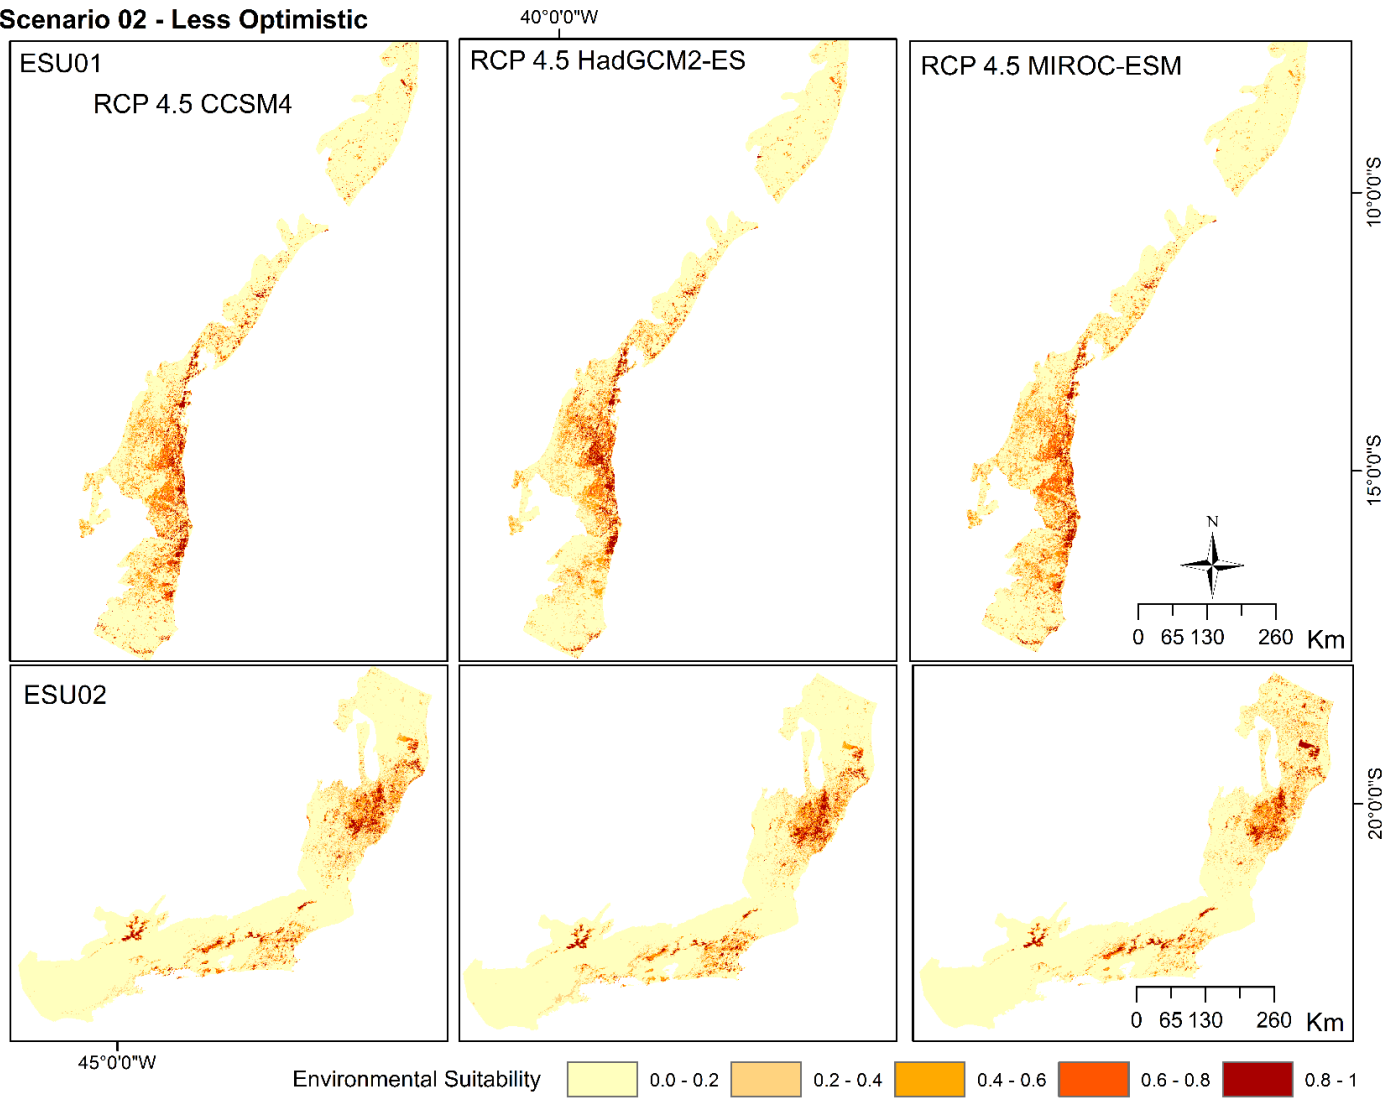 Scenario 02 - Less Optimistic
40°0'0"W
ESU01
RCP 4.5 CCSM4
RCP 4.5 HadGCM2-ES
RCP 4.5 MIROC-ESM
10°0'0"S
15°0'0"S
N
0 65 130 260 Km
ESU02
20°0'0"S
0 65 130 260 Km
45°0'0"W
Environmental Suitability 0.0 - 0.2 0.2 - 0.4 0.4 - 0.6 0.6 - 0.8 0.8 - 1